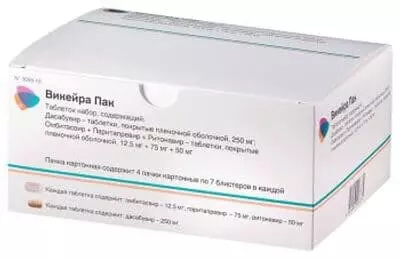 Викейра Пак
Таблеток набор, содержащий:
Дасабувир – таблетки, покрытые пленочной оболочкой, 250 мг;
Омбитасвир + Паритапревир + Ритонавир – таблетки, покрытые
пленочной оболочкой, 12,5 мг + 75 мг + 50 мг
Пачка картонная содержит 4 пачки картонные по 7 блистеров в каждой
Каждая таблетка содержит: омбитасвир – 12,5 мг, паритапревир – 75 мг, ритонавир – 50 мг
Каждая таблетка содержит: дасабувир – 250 мг